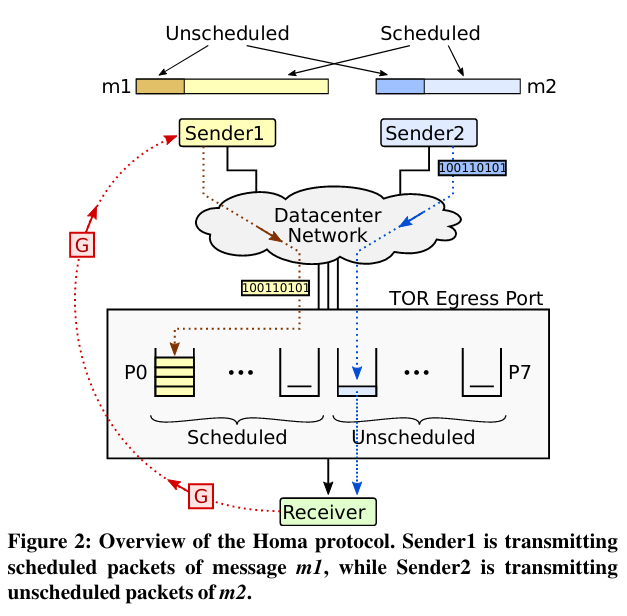 Unscheduled Scheduled
m1 m2
Sender1 Sender2
100110101
Datacenter
Network
G
100110101
TOR Egress Port
P0 ... ... P7
Scheduled Unscheduled
G
Receiver
Figure 2: Overview of the Homa protocol. Sender1 is transmitting
scheduled packets of message m1, while Sender2 is transmitting
unscheduled packets of m2.